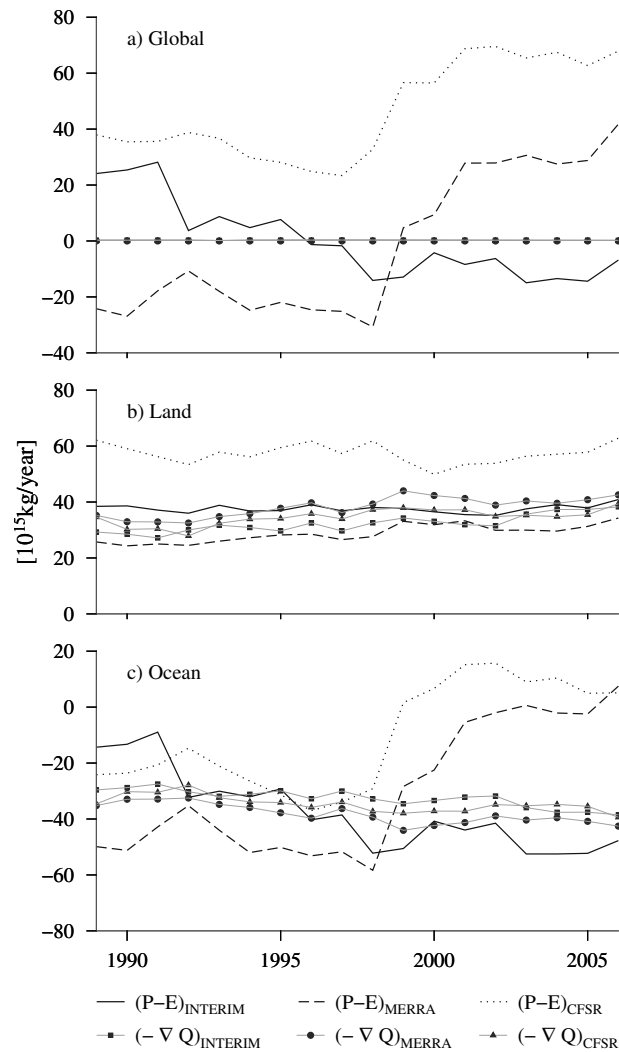 a) Global
80
60
40
20
0
−20
−40
b) Land
80
60
40
20
0
[10¹⁵kg/year]
c) Ocean
20
0
−20
−40
−60
−80
1990 1995 2000 2005
(P−E)INTERIM (P−E)MERRA (P−E)CFSR
(− ∇ Q)INTERIM (− ∇ Q)MERRA (− ∇ Q)CFSR